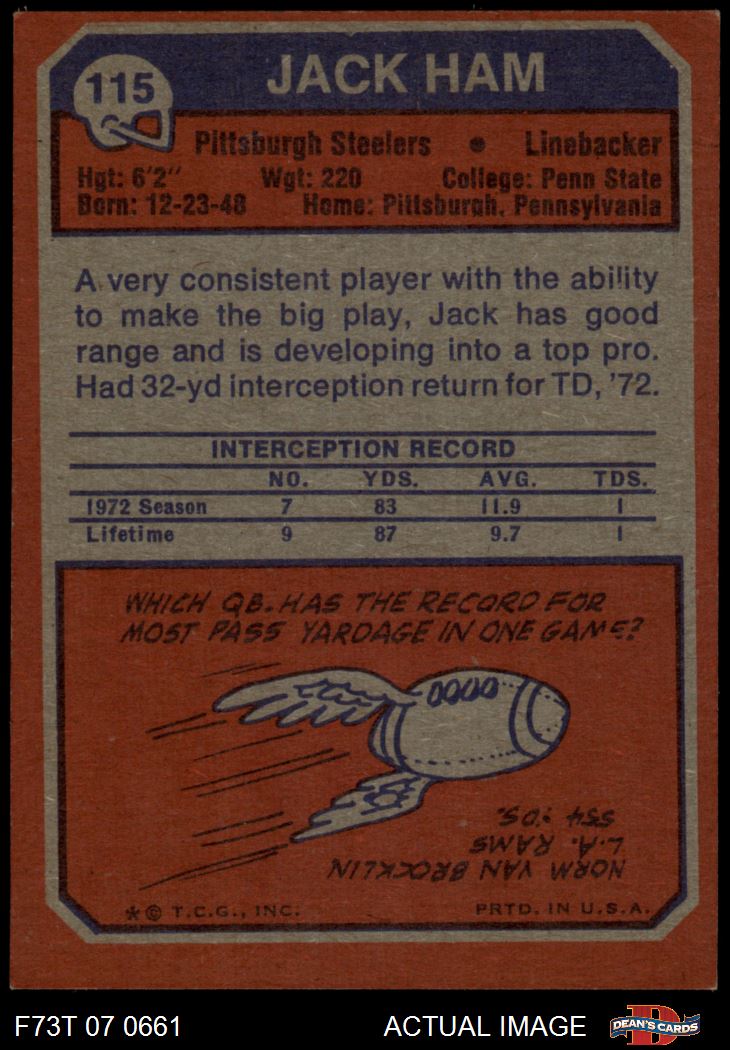 115
JACK HAM
Pittsburgh Steelers • Linebacker
Hgt: 6'2" Wgt: 220 College: Penn State
Born: 12-23-48 Home: Pittsburgh, Pennsylvania
A very consistent player with the ability
to make the big play, Jack has good
range and is developing into a top pro.
Had 32-yd interception return for TD, '72.
INTERCEPTION RECORD
NO. YDS. AVG. TDS.
1972 Season 7 83 11.9 1
Lifetime 9 87 9.7 1
WHICH QB. HAS THE RECORD FOR
MOST PASS YARDAGE IN ONE GAME?
NORM VAN BROCKLIN
L.A. RAMS
554 YDS.
* © T.C.G., INC. PRTD. IN U.S.A.
F73T 07 0661 ACTUAL IMAGE DEAN'S CARDS